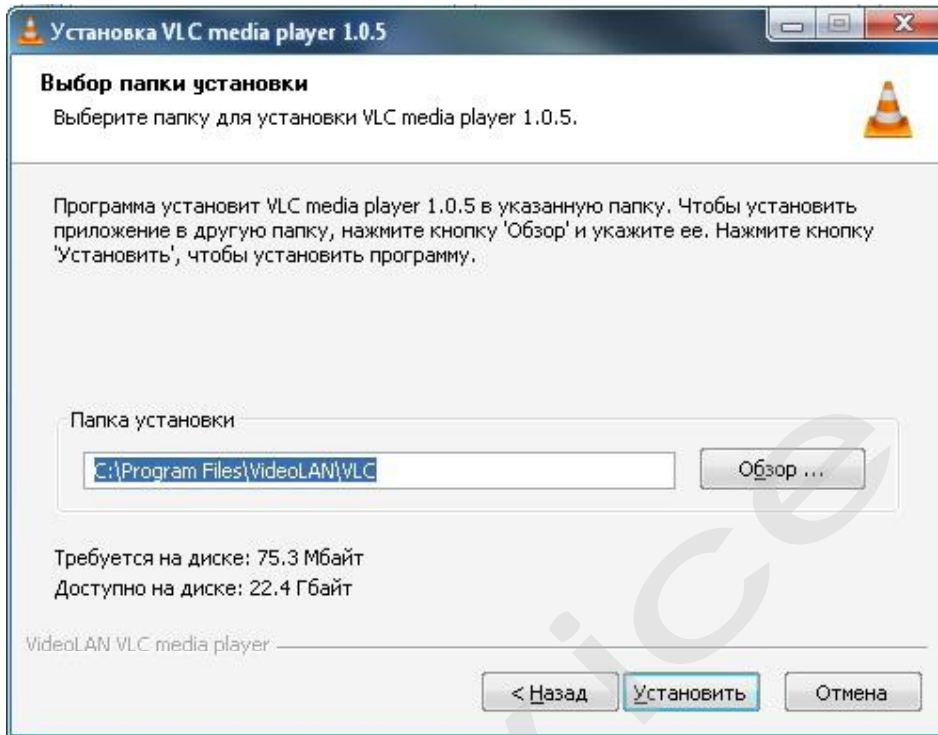 Установка VLC media player 1.0.5
Выбор папки установки
Выберите папку для установки VLC media player 1.0.5.
Программа установит VLC media player 1.0.5 в указанную папку. Чтобы установить
приложение в другую папку, нажмите кнопку 'Обзор' и укажите ее. Нажмите кнопку
'Установить', чтобы установить программу.
Папка установки
C:\Program Files\VideoLAN\VLC
Обзор ...
Требуется на диске: 75.3 Мбайт
Доступно на диске: 22.4 Гбайт
VideoLAN VLC media player
< Назад
Установить
Отмена